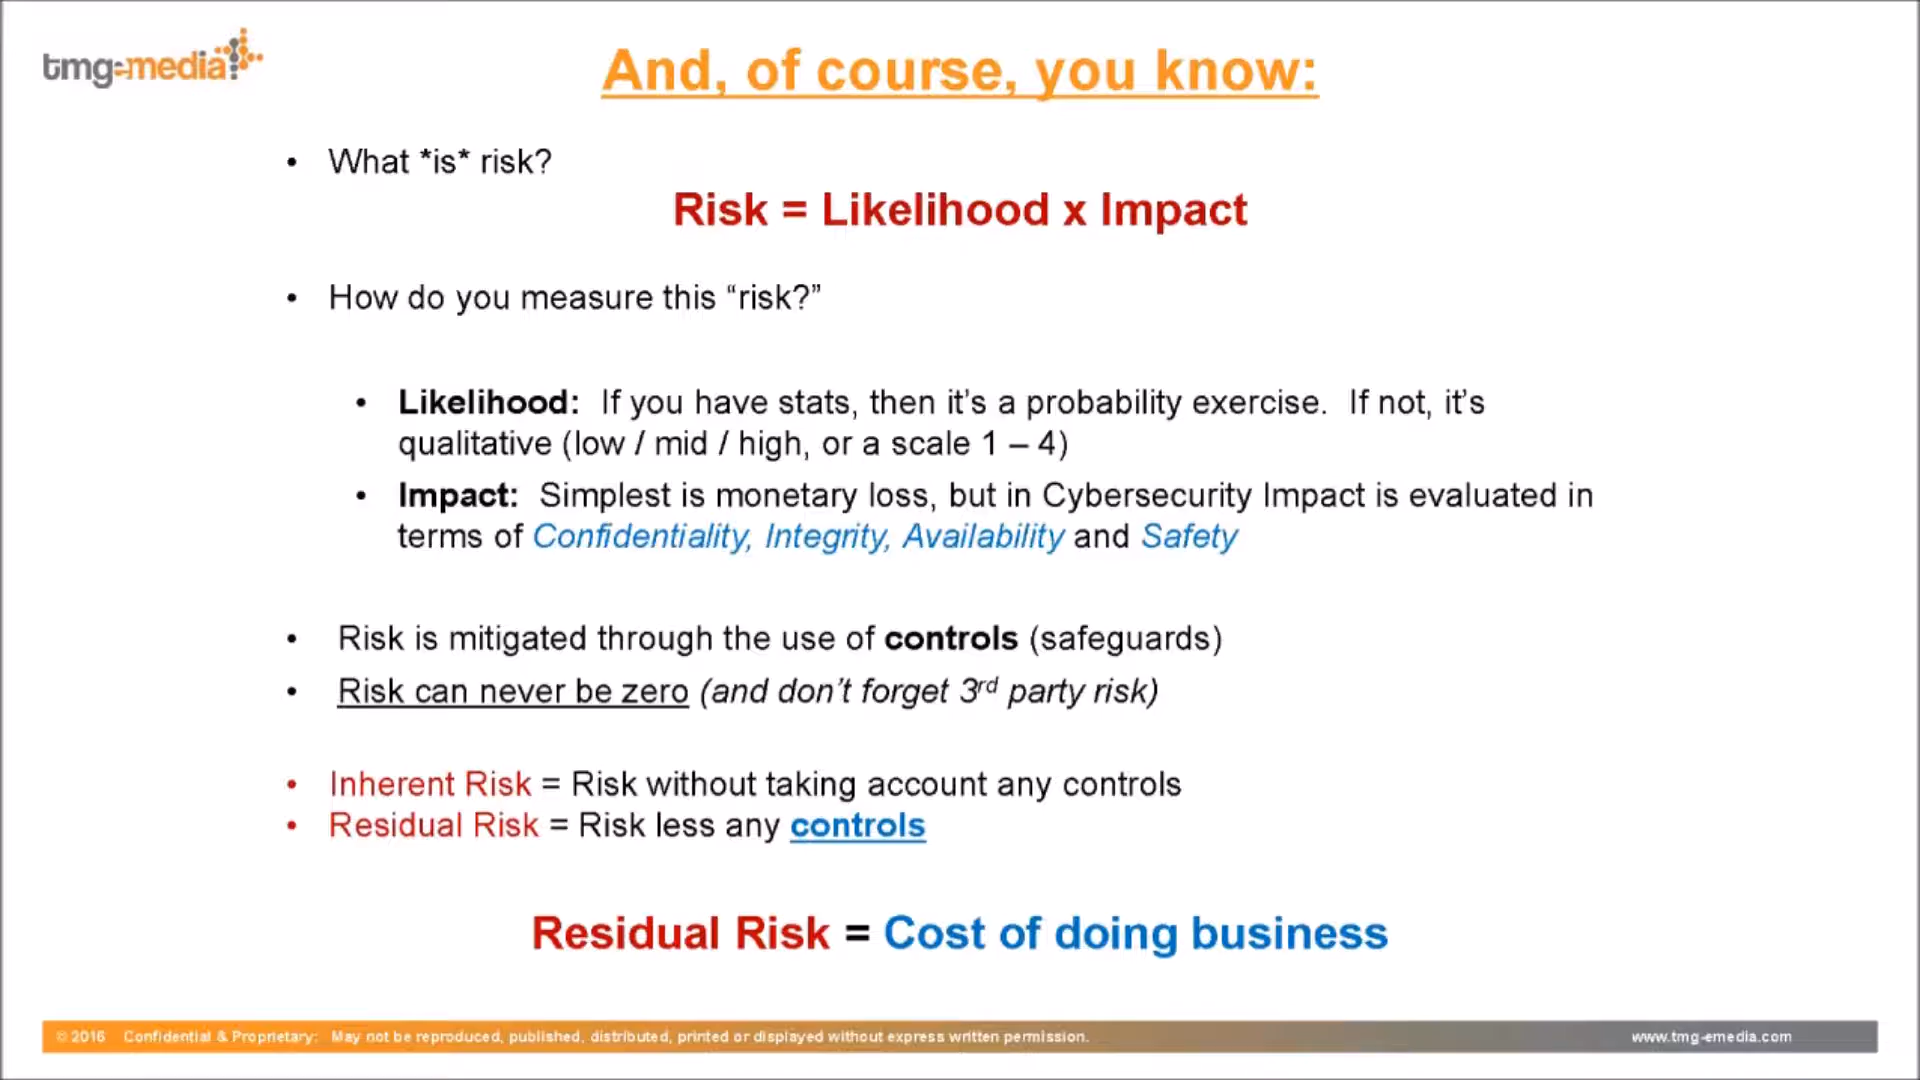 tmg-emedia
And, of course, you know:
• What *is* risk?
Risk = Likelihood x Impact
• How do you measure this “risk?”
• Likelihood: If you have stats, then it’s a probability exercise. If not, it’s
qualitative (low / mid / high, or a scale 1 – 4)
• Impact: Simplest is monetary loss, but in Cybersecurity Impact is evaluated in
terms of Confidentiality, Integrity, Availability and Safety
• Risk is mitigated through the use of controls (safeguards)
• Risk can never be zero (and don’t forget 3rd party risk)
• Inherent Risk = Risk without taking account any controls
• Residual Risk = Risk less any controls
Residual Risk = Cost of doing business
© 2016 Confidential & Proprietary: May not be reproduced, published, distributed, printed or displayed without express written permission. www.tmg-emedia.com